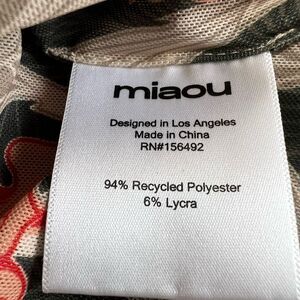 miaou
Designed in Los Angeles
Made in China
RN#156492
94% Recycled Polyester
6% Lycra